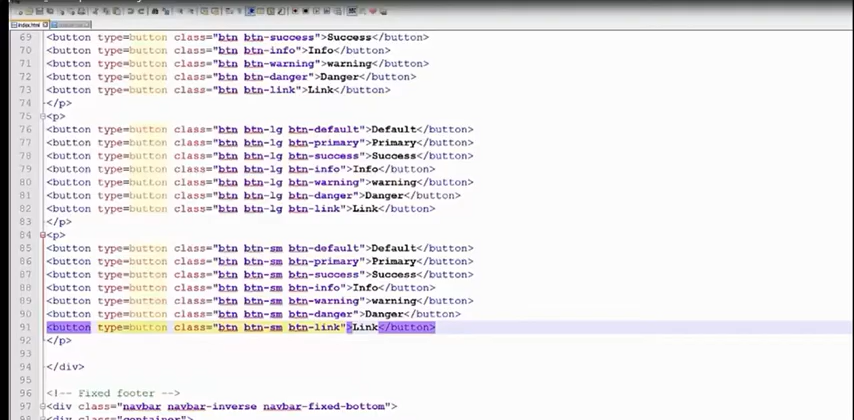 index.html
69 <button type=button class="btn btn-success">Success</button>
70 <button type=button class="btn btn-info">Info</button>
71 <button type=button class="btn btn-warning">warning</button>
72 <button type=button class="btn btn-danger">Danger</button>
73 <button type=button class="btn btn-link">Link</button>
74 </p>
75 <p>
76 <button type=button class="btn btn-lg btn-default">Default</button>
77 <button type=button class="btn btn-lg btn-primary">Primary</button>
78 <button type=button class="btn btn-lg btn-success">Success</button>
79 <button type=button class="btn btn-lg btn-info">Info</button>
80 <button type=button class="btn btn-lg btn-warning">warning</button>
81 <button type=button class="btn btn-lg btn-danger">Danger</button>
82 <button type=button class="btn btn-lg btn-link">Link</button>
83 </p>
84 <p>
85 <button type=button class="btn btn-sm btn-default">Default</button>
86 <button type=button class="btn btn-sm btn-primary">Primary</button>
87 <button type=button class="btn btn-sm btn-success">Success</button>
88 <button type=button class="btn btn-sm btn-info">Info</button>
89 <button type=button class="btn btn-sm btn-warning">warning</button>
90 <button type=button class="btn btn-sm btn-danger">Danger</button>
91 <button type=button class="btn btn-sm btn-link">Link</button>
92 </p>
93
94 </div>
95
96 <!-- Fixed footer -->
97 <div class="navbar navbar-inverse navbar-fixed-bottom">
98 <div class="container">